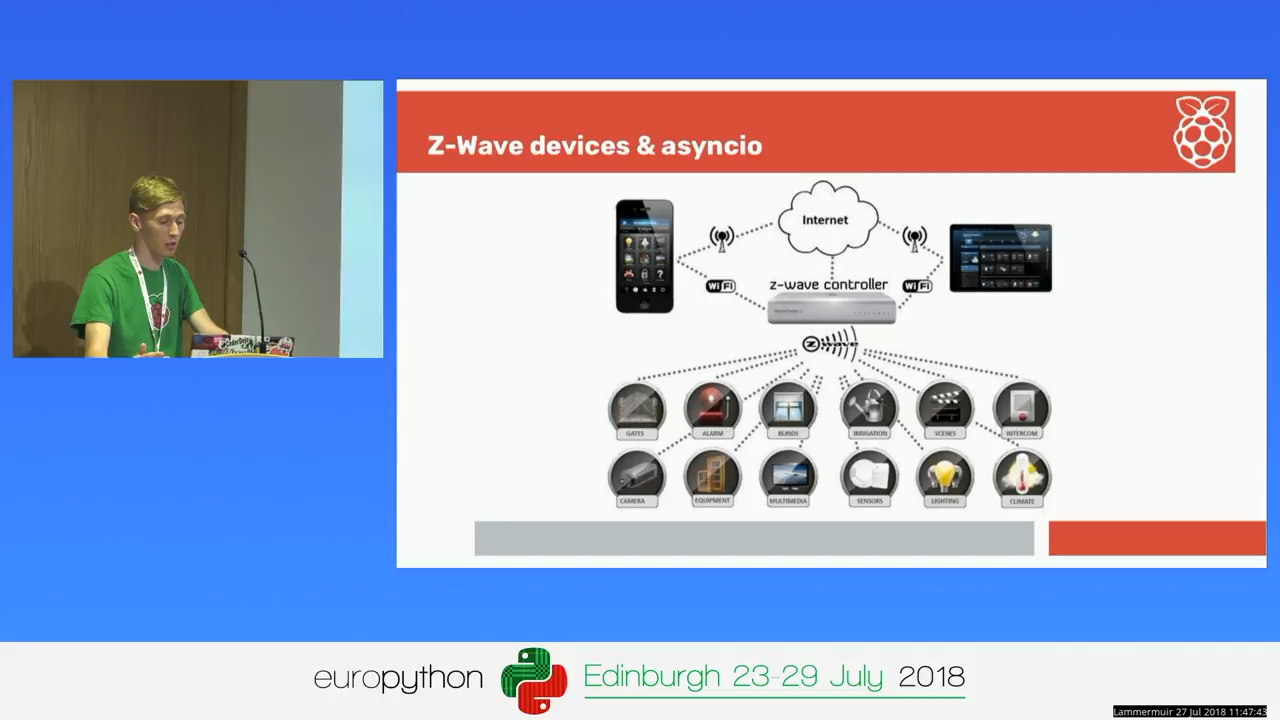 Z-Wave devices & asyncio
Internet
WiFi
z-wave controller
WiFi
Z wave
GATES
ALARM
BLINDS
IRRIGATION
SCENES
INTERCOM
CAMERA
EQUIPMENT
MULTIMEDIA
SENSORS
LIGHTING
CLIMATE
europython
Edinburgh 23-29 July 2018
Lammermuir 27 Jul 2018 11:47:43